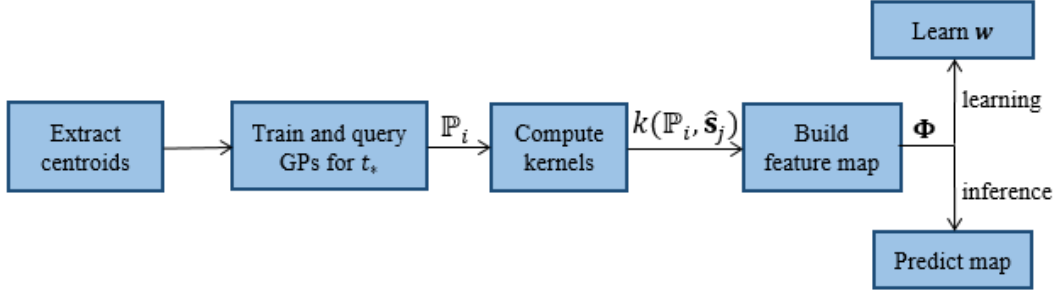 Extract
centroids
Train and query
GPs for t∗
ℙᵢ
Compute
kernels
k(ℙᵢ, ŝⱼ)
Build
feature map
Φ
Learn w
learning
inference
Predict map